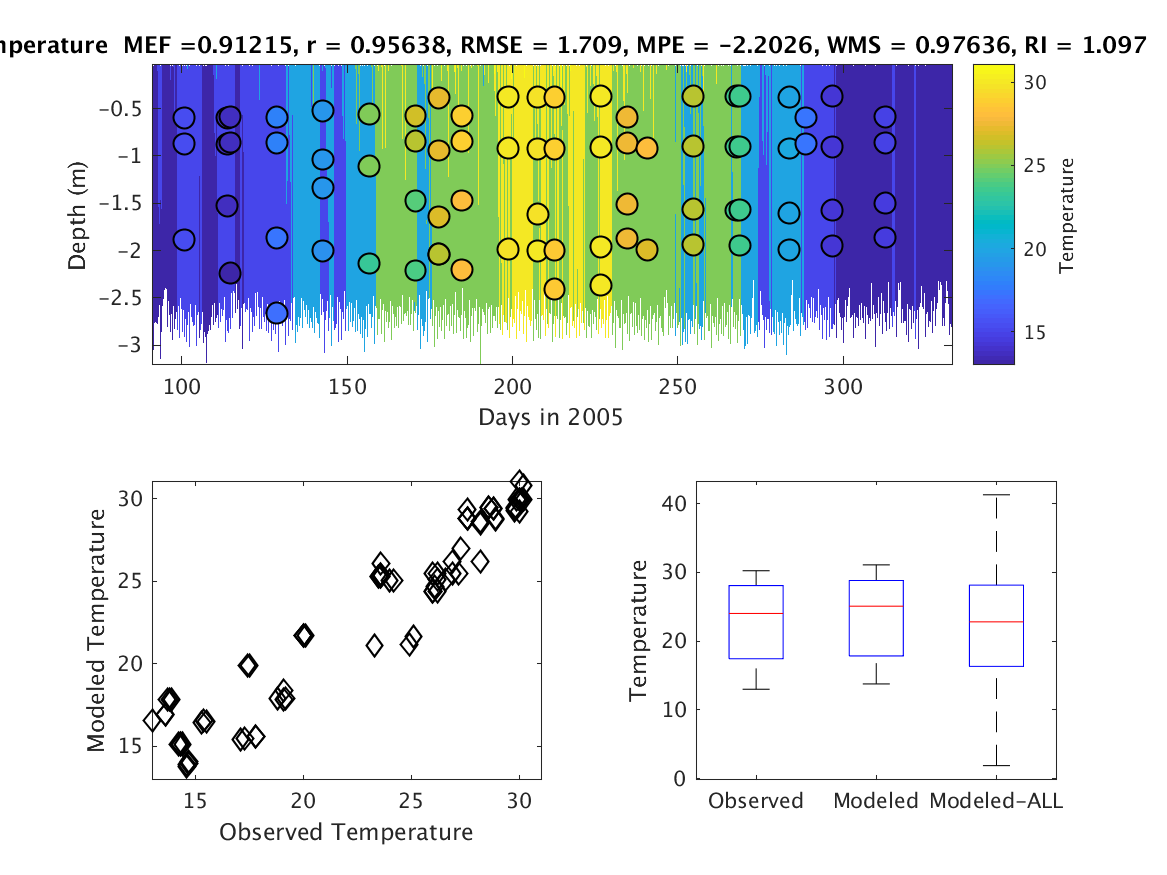 mperature MEF =0.91215, r = 0.95638, RMSE = 1.709, MPE = -2.2026, WMS = 0.97636, RI = 1.097
-0.5
-1
-1.5
-2
-2.5
-3
Depth (m)
100 150 200 250 300
Days in 2005
30
25
20
15
Temperature
30
25
20
15
Modeled Temperature
15 20 25 30
Observed Temperature
40
30
20
10
0
Temperature
Observed Modeled Modeled-ALL